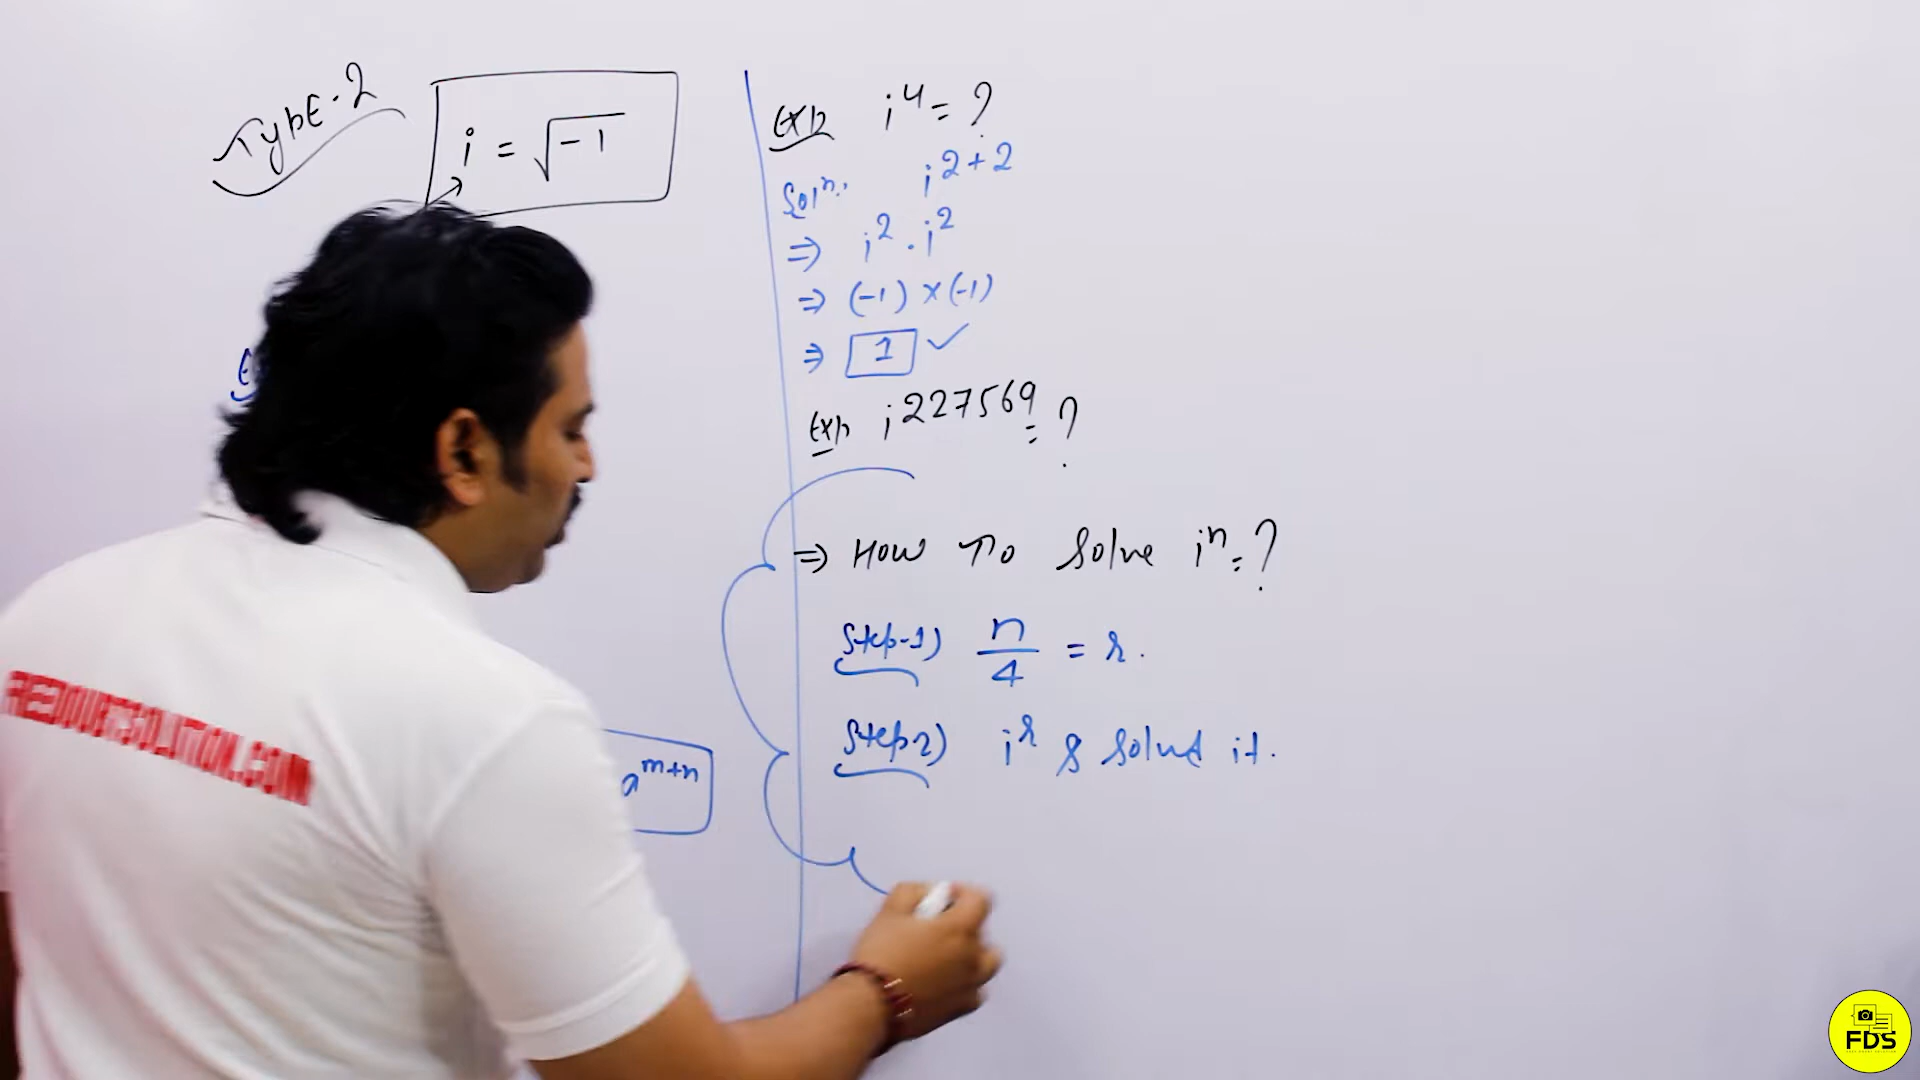 TypE-2
i = √-1
Exp i⁴ = ?
Solⁿ. i²⁺²
⇒ i² . i²
⇒ (-1) × (-1)
⇒ 1 ✓
Exp i²²⁷⁵⁶⁹ = ?
⇒ How To Solve iⁿ = ?
Step-1) n/4 = r.
Step 2) iʳ & Solve it.
aᵐ⁺ⁿ
REEDOUBTSOLUTION.COM
FDS